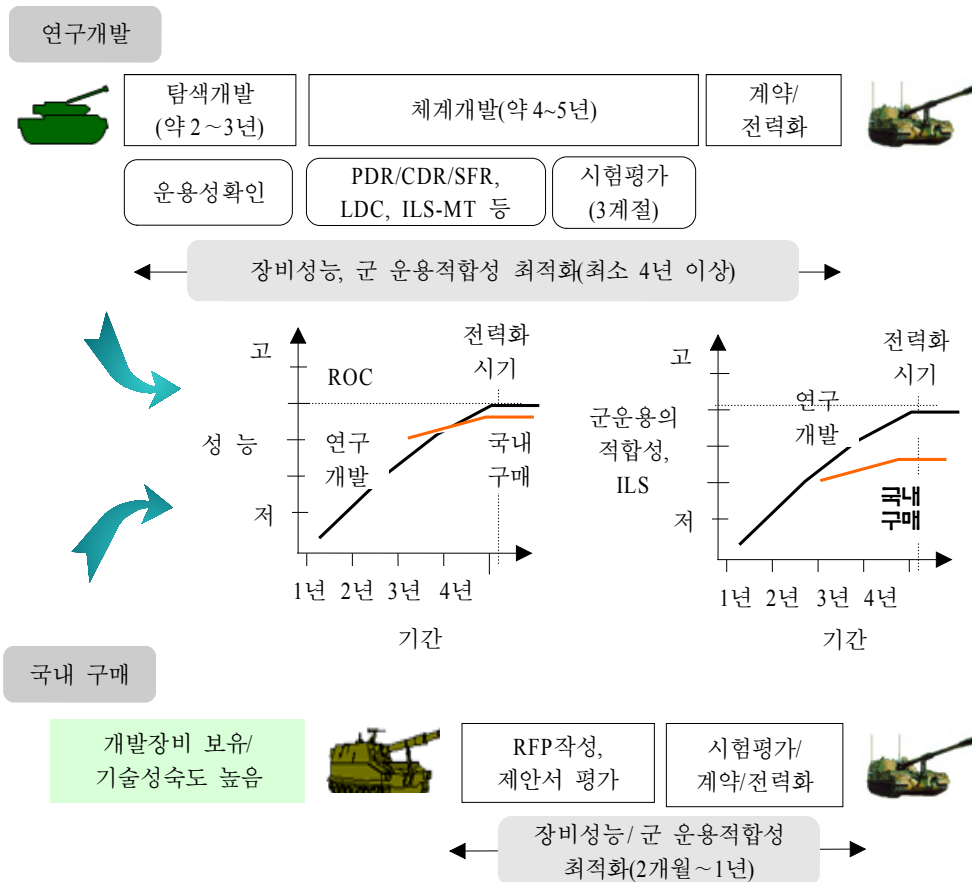 연구개발
탐색개발
(약 2～3년)
체계개발(약 4~5년)
계약/
전력화
운용성확인
PDR/CDR/SFR,
LDC, ILS-MT 등
시험평가
(3계절)
장비성능, 군 운용적합성 최적화(최소 4년 이상)
고
성 능
저
ROC
전력화
시기
연구
개발
국내
구매
1년 2년 3년 4년
기간
고
군운용의
적합성,
ILS
저
전력화
시기
연구
개발
국내
구매
1년 2년 3년 4년
기간
국내 구매
개발장비 보유/
기술성숙도 높음
RFP작성,
제안서 평가
시험평가/
계약/전력화
장비성능/ 군 운용적합성
최적화(2개월～1년)